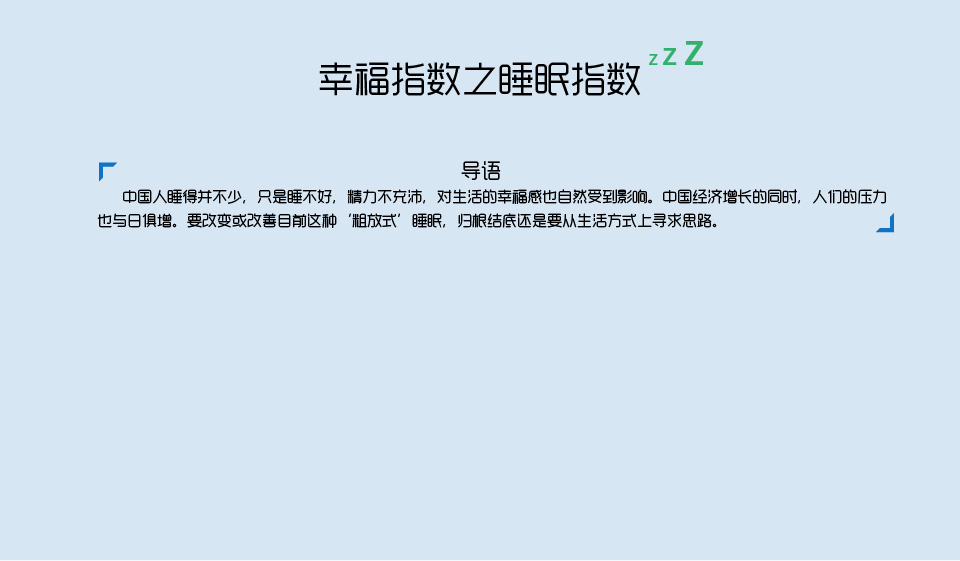 幸福指数之睡眠指数 z z z
导语
中国人睡得并不少，只是睡不好，精力不充沛，对生活的幸福感也自然受到影响。中国经济增长的同时，人们的压力
也与日俱增。要改变或改善目前这种‘粗放式’睡眠，归根结底还是要从生活方式上寻求思路。